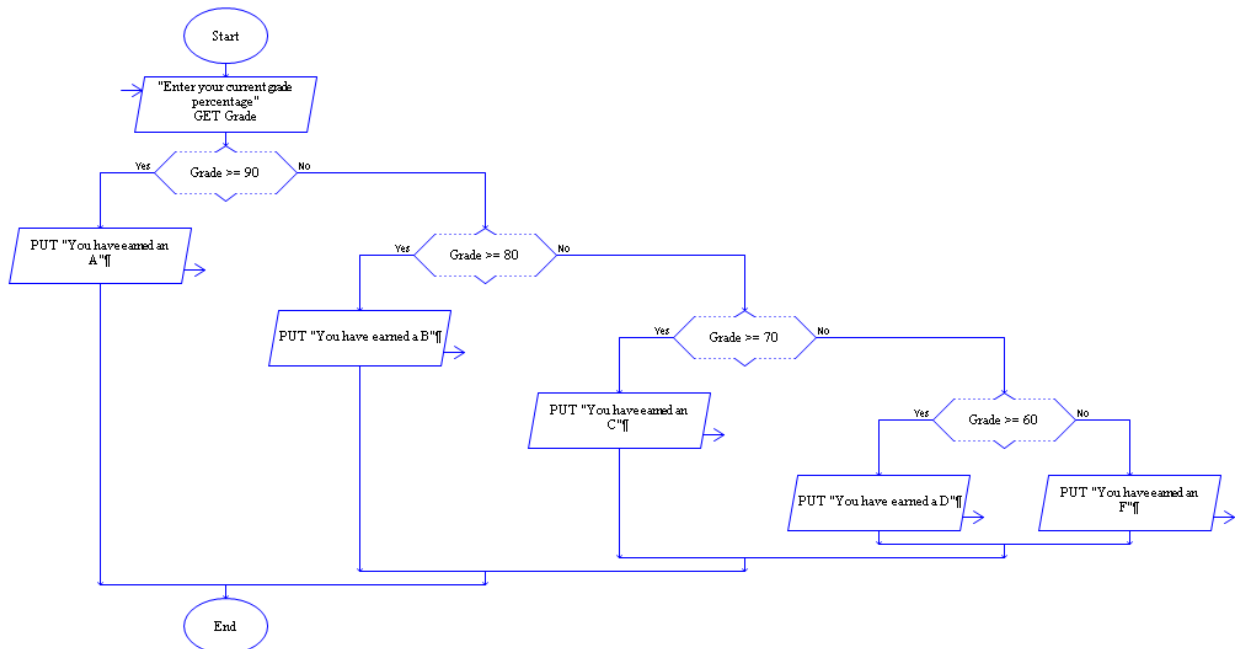 Start
"Enter your current grade
percentage"
GET Grade
Yes
Grade >= 90
No
PUT "You have earned an
A"¶
Yes
Grade >= 80
No
PUT "You have earned a B"¶
Yes
Grade >= 70
No
PUT "You have earned an
C"¶
Yes
Grade >= 60
No
PUT "You have earned a D"¶
PUT "You have earned an
F"¶
End